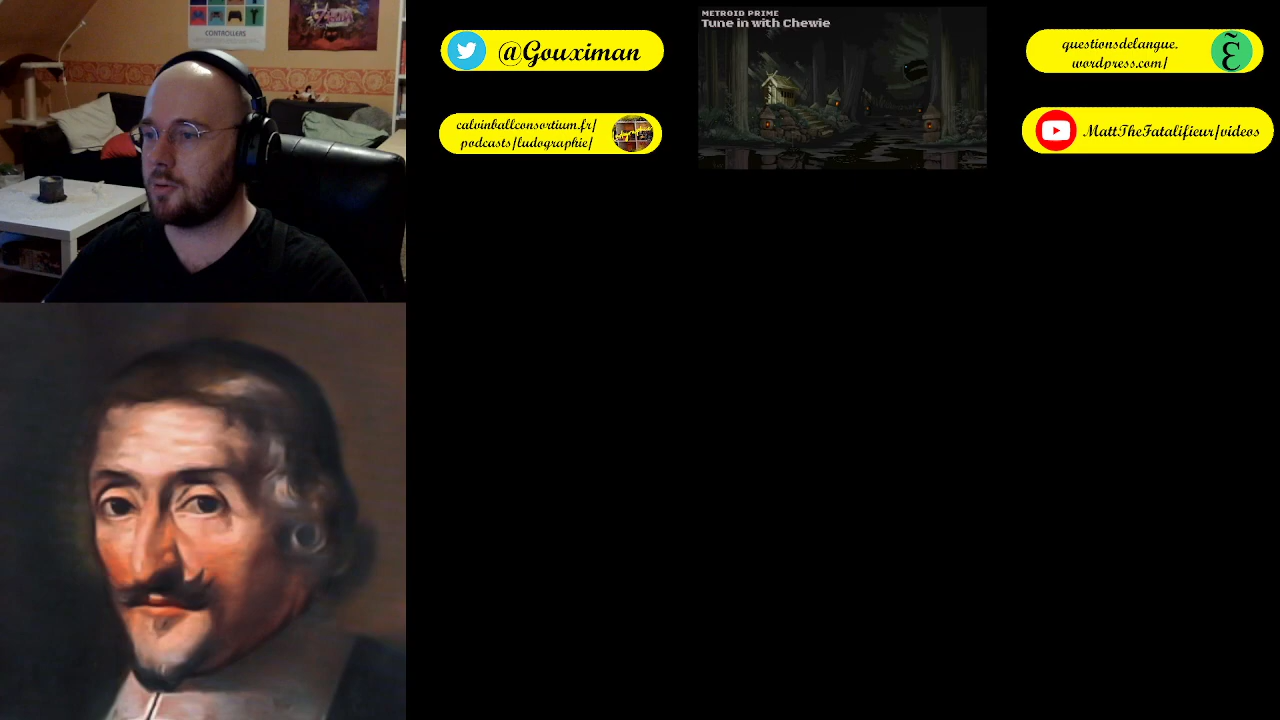 CONTROLLERS
@Gouximan
METROID PRIME
Tune in with Chewie
questionsdelangue.
wordpress.com/
calvinballconsortium.fr/
podcasts/ludographie/
MattTheFatalifieur/videos